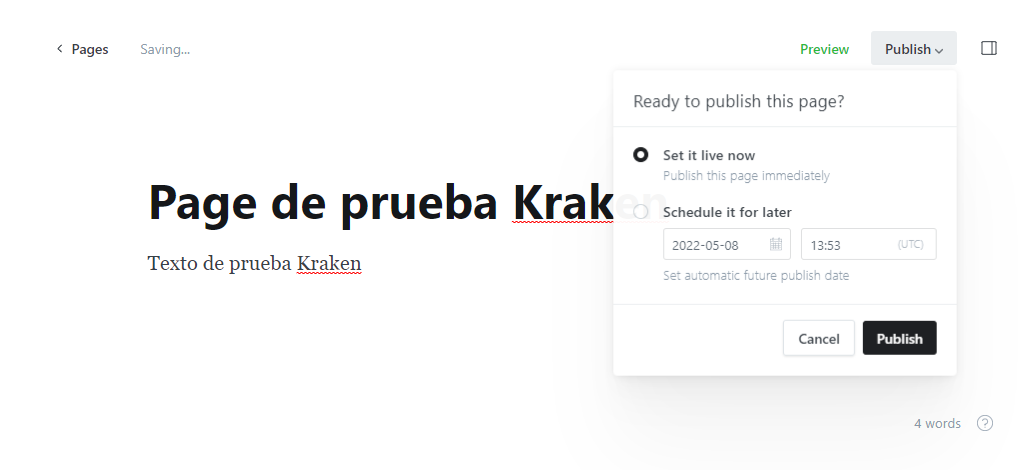 Pages
Saving...
Preview
Publish
Ready to publish this page?
Set it live now
Publish this page immediately
Page de prueba Kraken
Schedule it for later
2022-05-08
13:53
(UTC)
Texto de prueba Kraken
Set automatic future publish date
Cancel
Publish
4 words
?